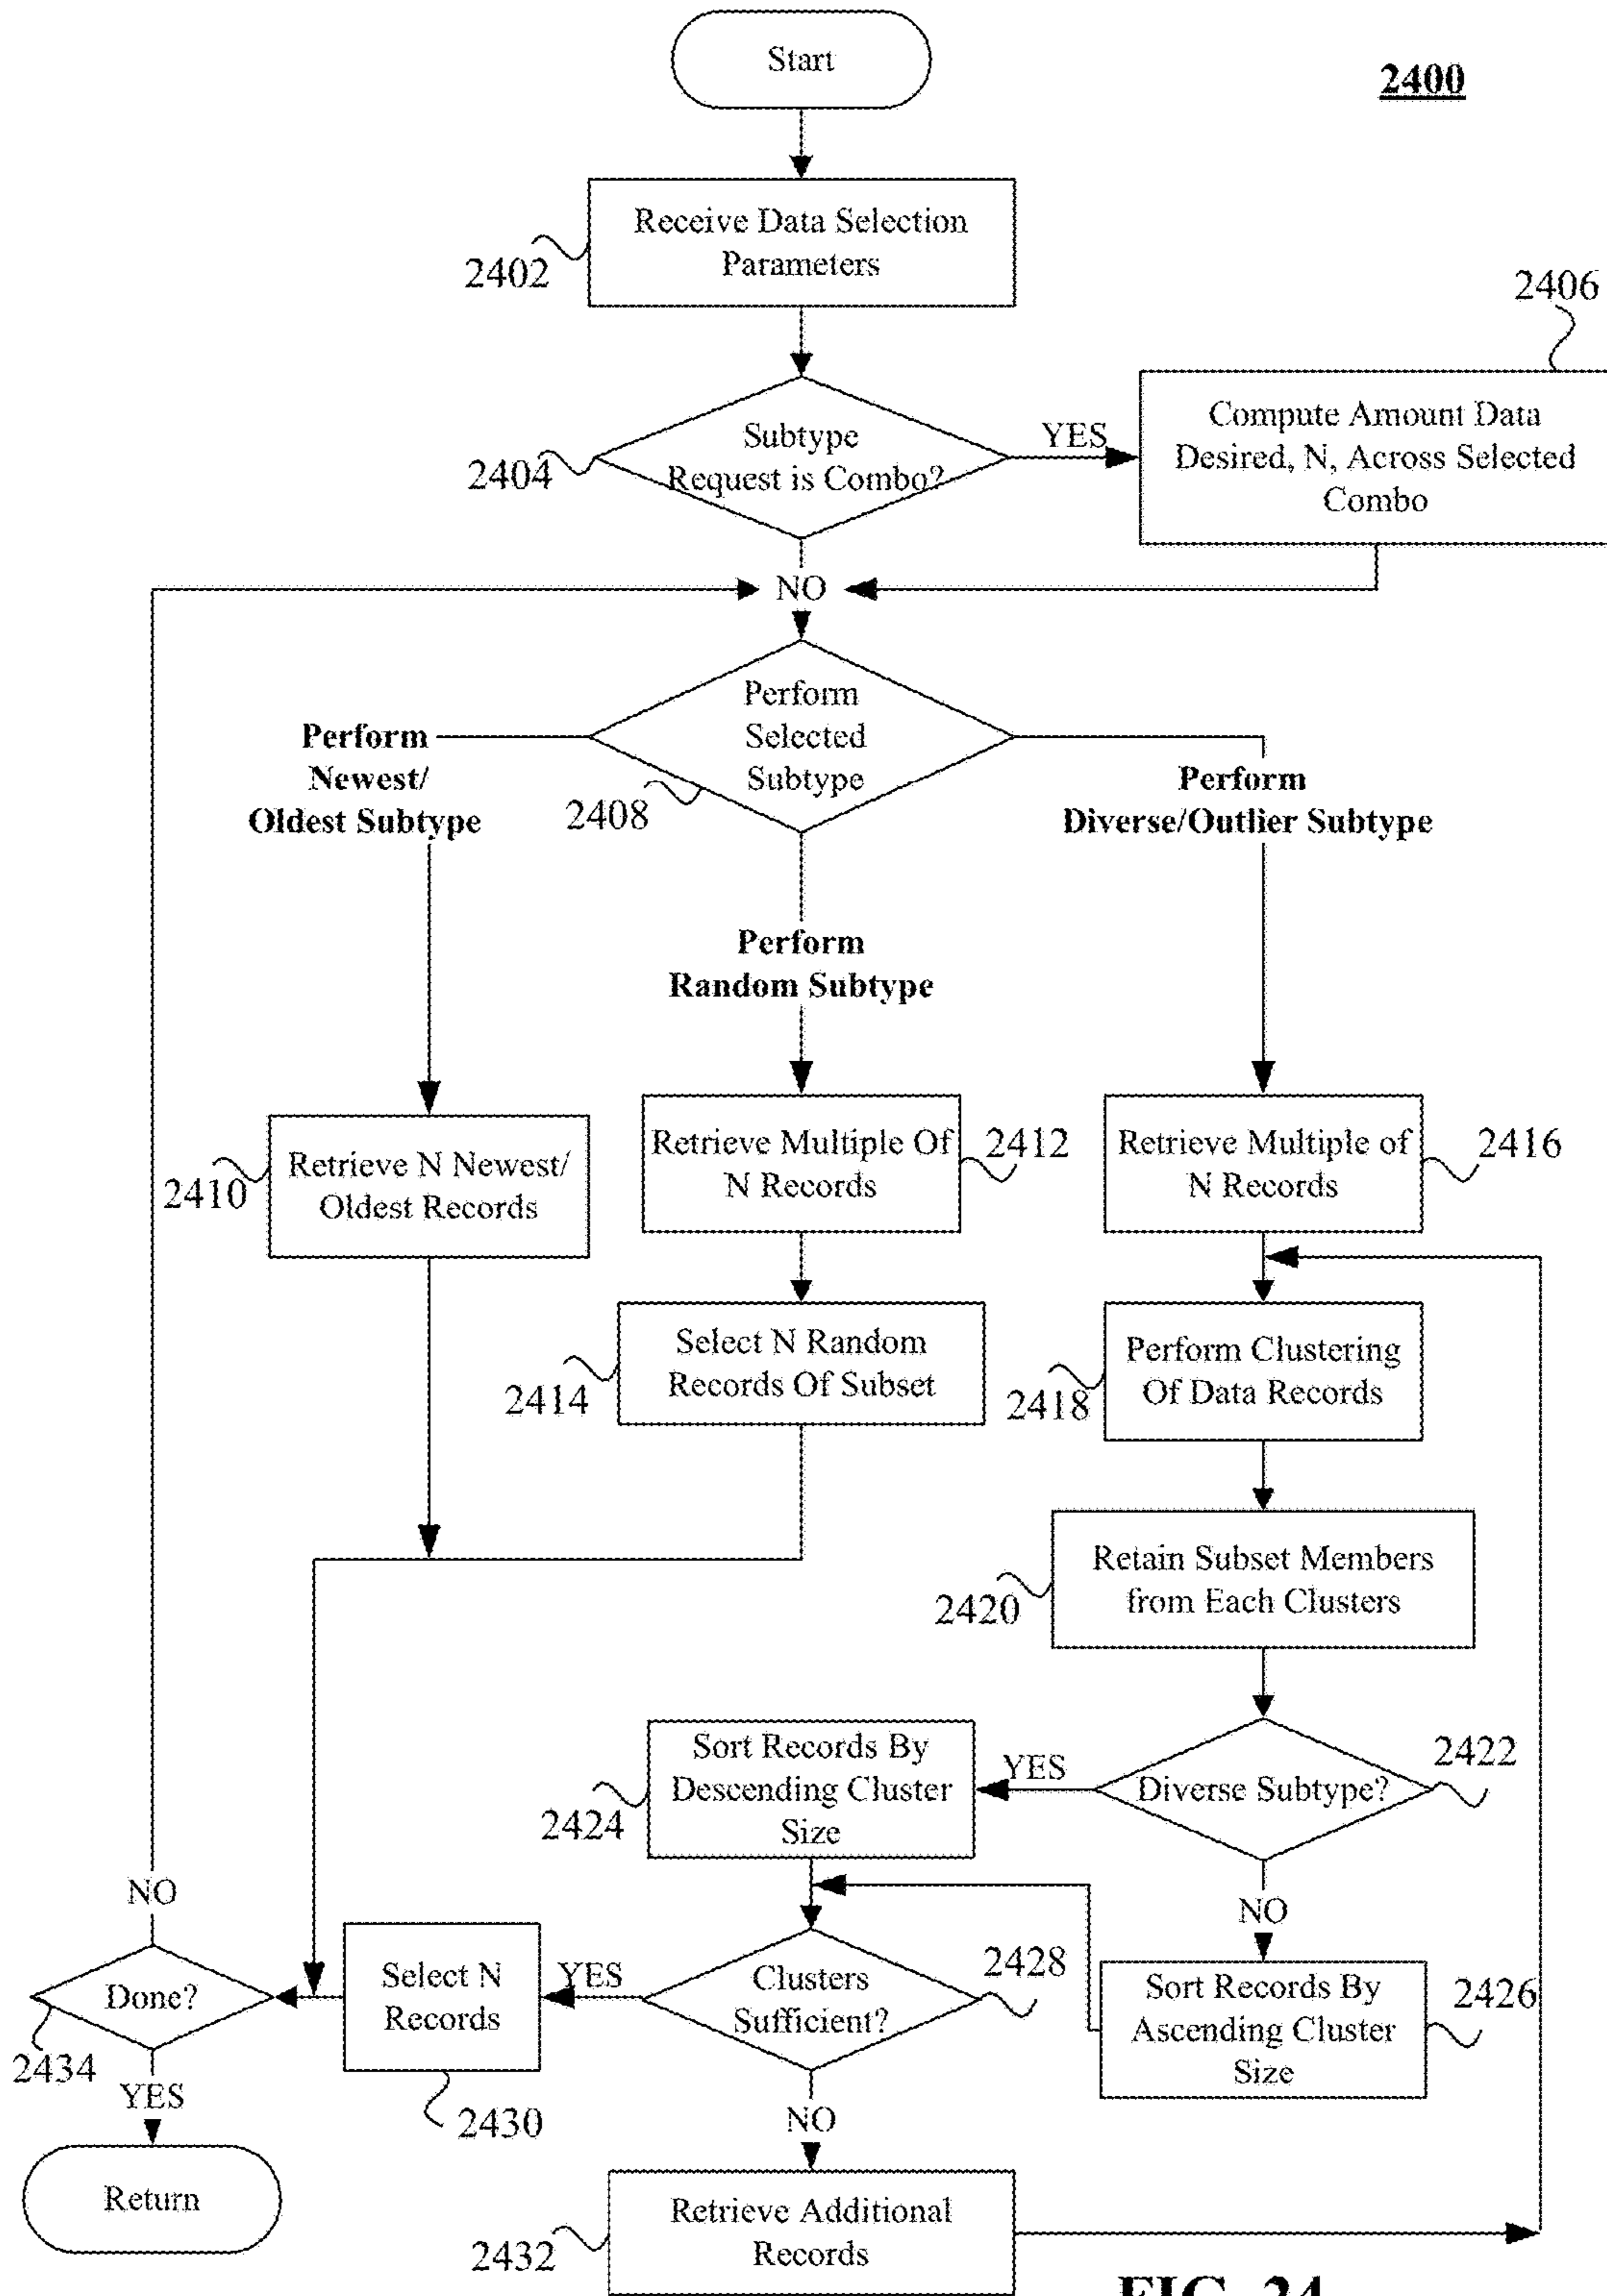 Start
2400
Receive Data Selection
Parameters
2402
2406
Subtype
Request is Combo?
2404
YES
Compute Amount Data
Desired, N, Across Selected
Combo
NO
Perform
Selected
Subtype
2408
Perform
Newest/
Oldest Subtype
Perform
Diverse/Outlier Subtype
Perform
Random Subtype
Retrieve N Newest/
Oldest Records
2410
Retrieve Multiple Of
N Records
2412
Retrieve Multiple of
N Records
2416
Select N Random
Records Of Subset
2414
Perform Clustering
Of Data Records
2418
Retain Subset Members
from Each Clusters
2420
Sort Records By
Descending Cluster
Size
2424
YES
Diverse Subtype?
2422
NO
NO
Done?
2434
YES
Return
Select N
Records
2430
YES
Clusters
Sufficient?
2428
Sort Records By
Ascending Cluster
Size
2426
NO
Retrieve Additional
Records
2432
FIG. 24